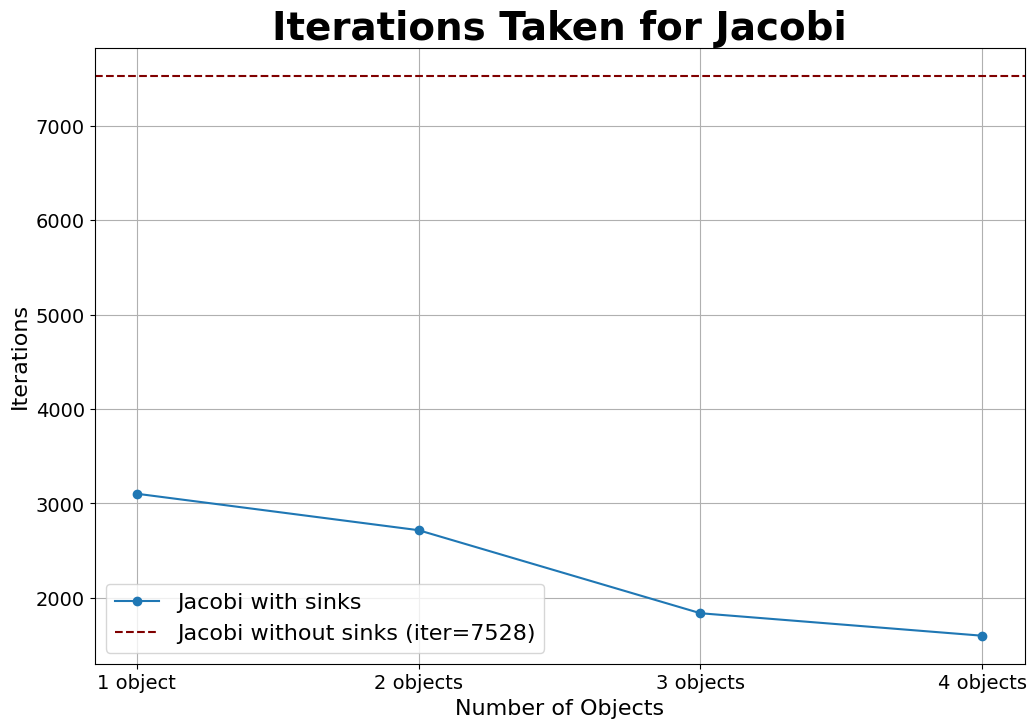 Iterations Taken for Jacobi
Iterations
7000
6000
5000
4000
3000
2000
Jacobi with sinks
Jacobi without sinks (iter=7528)
1 object
2 objects
3 objects
4 objects
Number of Objects